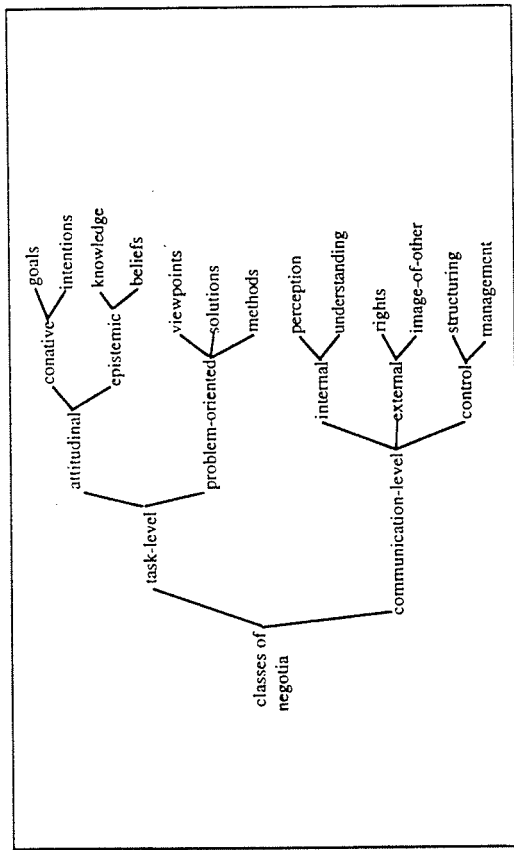 classes of
negotia
task-level
attitudinal
conative
goals
intentions
epistemic
knowledge
beliefs
problem-oriented
viewpoints
solutions
methods
communication-level
internal
perception
understanding
external
rights
image-of-other
control
structuring
management